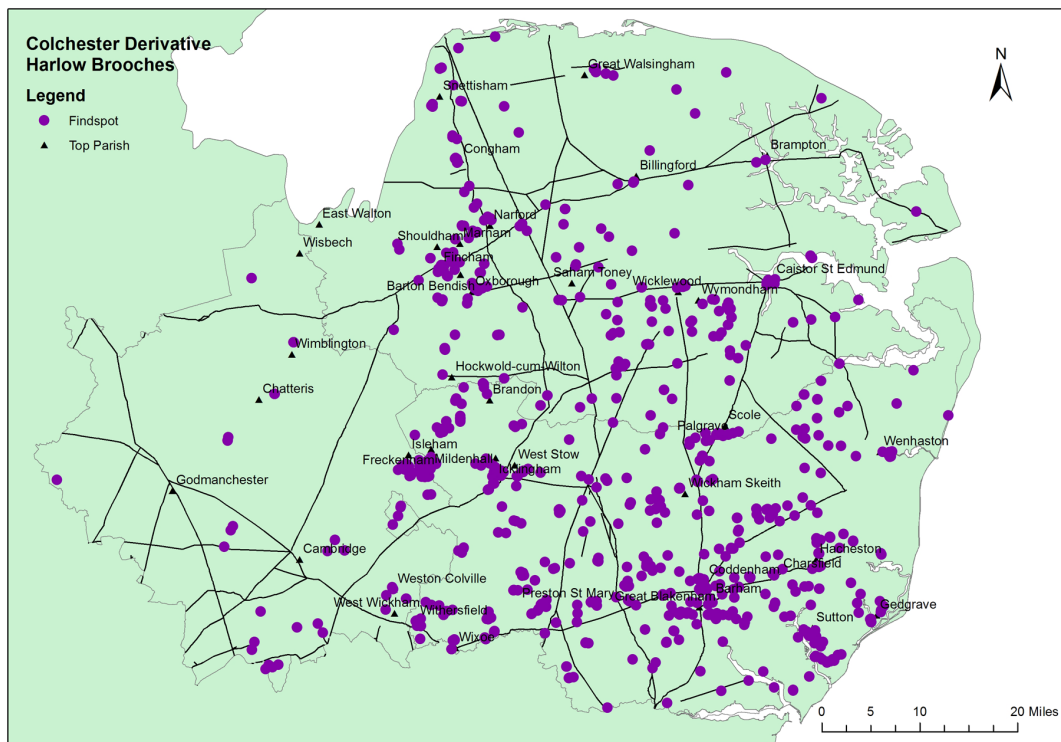 Colchester Derivative
Harlow Brooches
Legend
Findspot
Top Parish
N
Great Walsingham
Snettisham
Congham
Brampton
Billingford
East Walton
Narford
Wisbech
Shouldham
Marham
Fincham
Saham Toney
Wicklewood
Caistor St Edmund
Barton Bendish
Oxborough
Wymondham
Wimblington
Hockwold-cum-Wilton
Chatteris
Brandon
Scole
Palgrave
Isleham
Wenhaston
Freckenham
Mildenhall
West Stow
Icklingham
Godmanchester
Wickham Skeith
Cambridge
Hacheston
Coddenham
Charsfield
Weston Colville
Preston St Mary
Great Blakenham
Barham
West Wickham
Withersfield
Gedgrave
Sutton
Wixoe
0 5 10 20 Miles